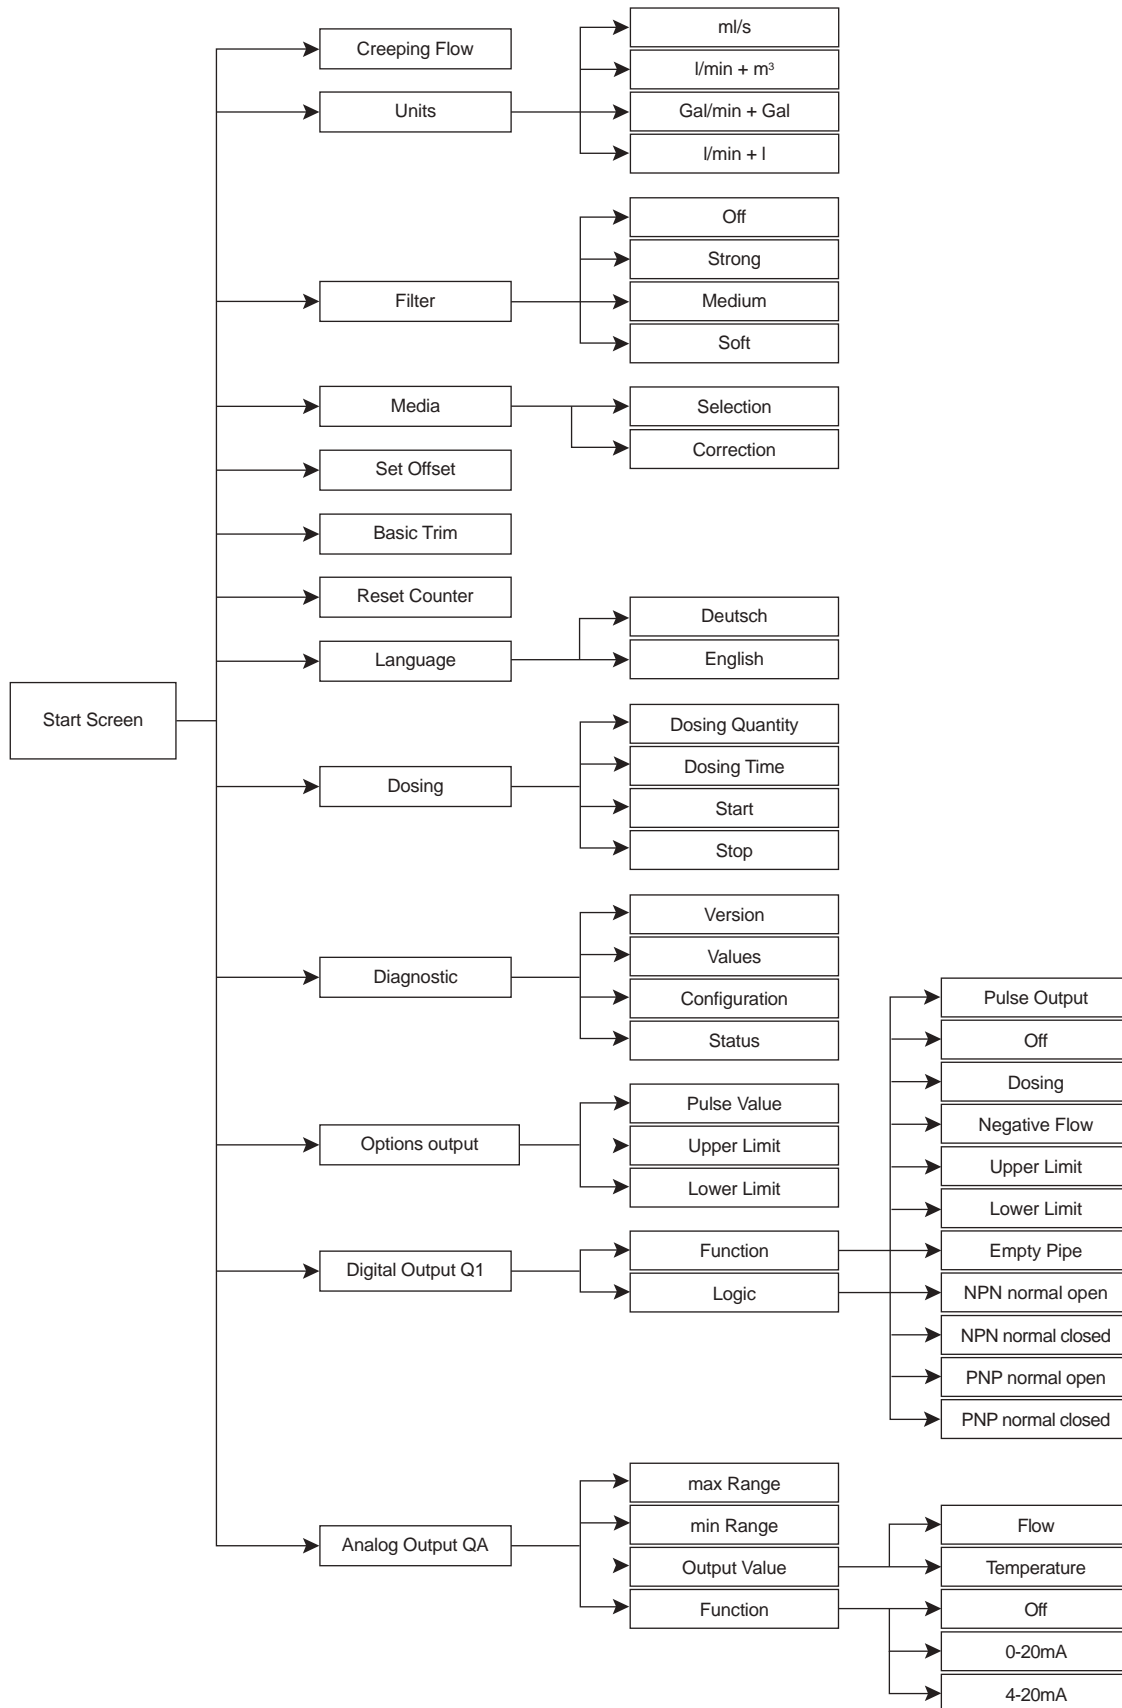 Start Screen
Creeping Flow
Units
ml/s
l/min + m³
Gal/min + Gal
l/min + l
Filter
Off
Strong
Medium
Soft
Media
Selection
Correction
Set Offset
Basic Trim
Reset Counter
Language
Deutsch
English
Dosing
Dosing Quantity
Dosing Time
Start
Stop
Diagnostic
Version
Values
Configuration
Status
Options output
Pulse Value
Upper Limit
Lower Limit
Digital Output Q1
Function
Logic
Pulse Output
Off
Dosing
Negative Flow
Upper Limit
Lower Limit
Empty Pipe
NPN normal open
NPN normal closed
PNP normal open
PNP normal closed
Analog Output QA
max Range
min Range
Output Value
Function
Flow
Temperature
Off
0-20mA
4-20mA